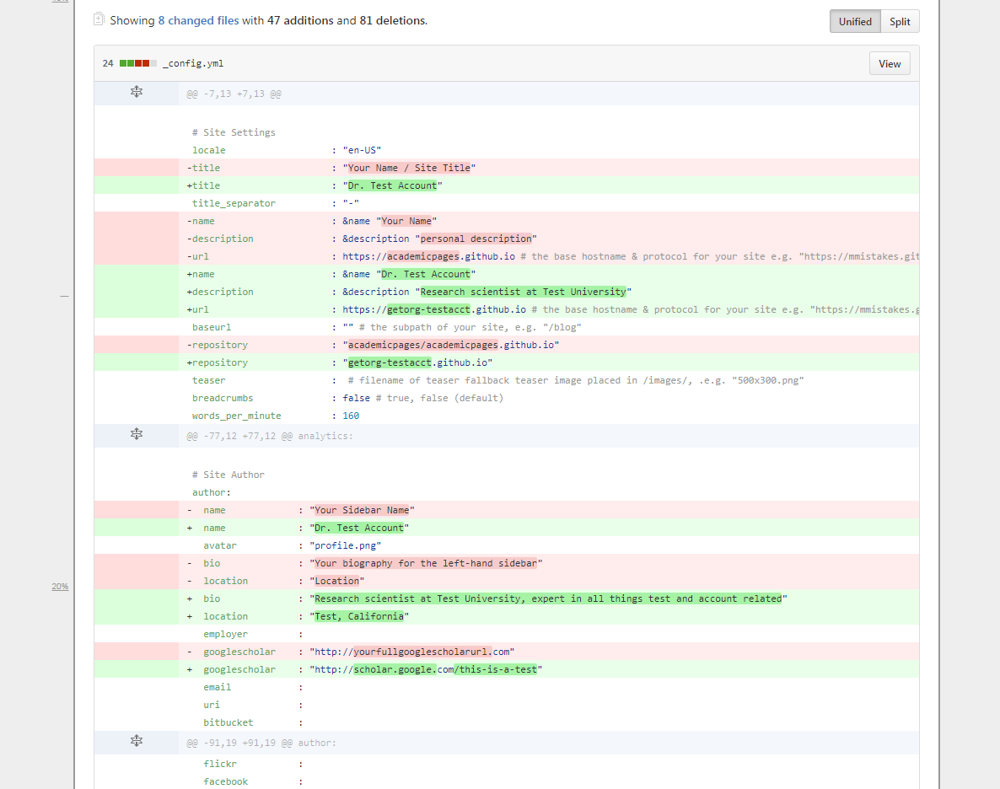 Showing 8 changed files with 47 additions and 81 deletions.
Unified Split
24 _config.yml
View
@@ -7,13 +7,13 @@
# Site Settings
locale : "en-US"
-title : "Your Name / Site Title"
+title : "Dr. Test Account"
title_separator : "-"
-name : &name "Your Name"
-description : &description "personal description"
-url : https://academicpages.github.io # the base hostname & protocol for your site e.g. "https://mmistakes.git
+name : &name "Dr. Test Account"
+description : &description "Research scientist at Test University"
+url : https://getorg-testacct.github.io # the base hostname & protocol for your site e.g. "https://mmistakes.g
baseurl : "" # the subpath of your site, e.g. "/blog"
-repository : "academicpages/academicpages.github.io"
+repository : "getorg-testacct.github.io"
teaser : # filename of teaser fallback teaser image placed in /images/, .e.g. "500x300.png"
breadcrumbs : false # true, false (default)
words_per_minute : 160
@@ -77,12 +77,12 @@ analytics:
# Site Author
author:
- name : "Your Sidebar Name"
+ name : "Dr. Test Account"
avatar : "profile.png"
- bio : "Your biography for the left-hand sidebar"
- location : "Location"
20%
+ bio : "Research scientist at Test University, expert in all things test and account related"
+ location : "Test, California"
employer :
- googlescholar : "http://yourfullgooglescholarurl.com"
+ googlescholar : "http://scholar.google.com/this-is-a-test"
email :
uri :
bitbucket :
@@ -91,19 +91,19 @@ author:
flickr :
facebook :